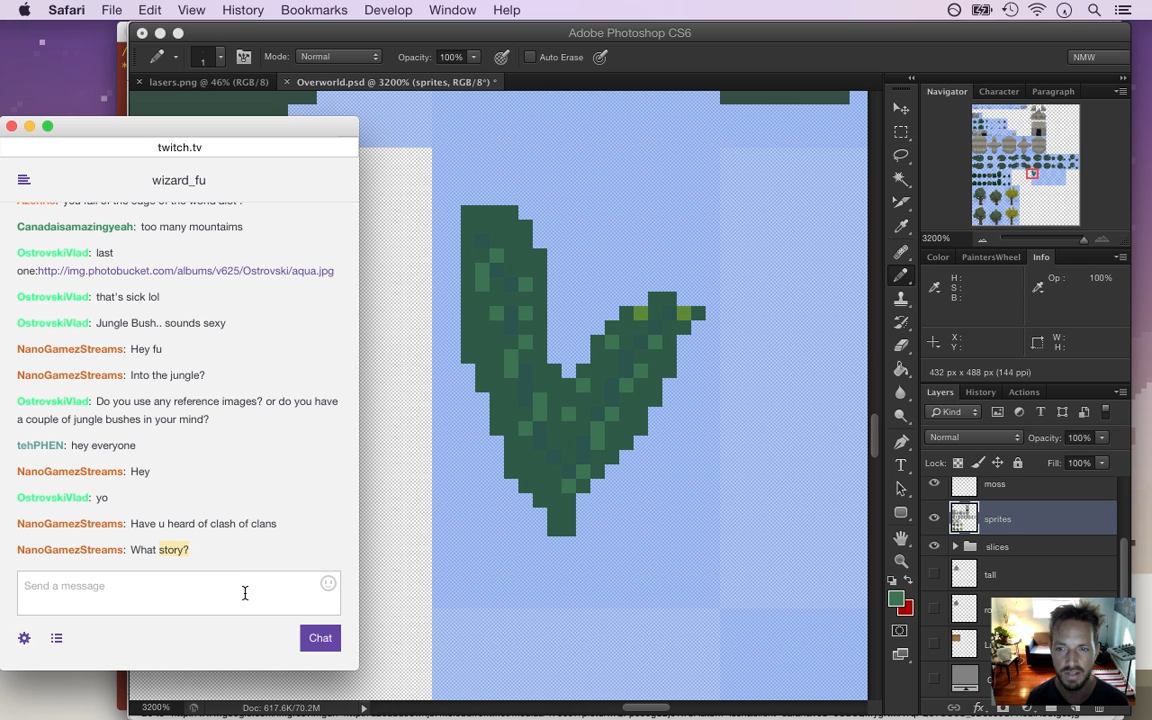 Safari File Edit View History Bookmarks Develop Window Help
Adobe Photoshop CS6
1 Mode: Normal Opacity: 100% Auto Erase NMW
× lasers.png @ 46% (RGB/8) × Overworld.psd @ 3200% (sprites, RGB/8*) *
twitch.tv
wizard_fu
Canadaisamazingyeah: too many mountaims
OstrovskiVlad: last
one:http://img.photobucket.com/albums/v625/Ostrovski/aqua.jpg
OstrovskiVlad: that's sick lol
OstrovskiVlad: Jungle Bush.. sounds sexy
NanoGamezStreams: Hey fu
NanoGamezStreams: Into the jungle?
OstrovskiVlad: Do you use any reference images? or do you have
a couple of jungle bushes in your mind?
tehPHEN: hey everyone
NanoGamezStreams: Hey
OstrovskiVlad: yo
NanoGamezStreams: Have u heard of clash of clans
NanoGamezStreams: What story?
Send a message
Chat
Navigator Character Paragraph
3200%
Color PaintersWheel Info
H: Op: 100%
S:
B:
X: W:
Y: H:
432 px x 488 px (144 ppi)
Layers History Actions
Kind
Normal Opacity: 100%
Lock: Fill: 100%
moss
sprites
slices
tall
3200% Doc: 617.6K/70.2M